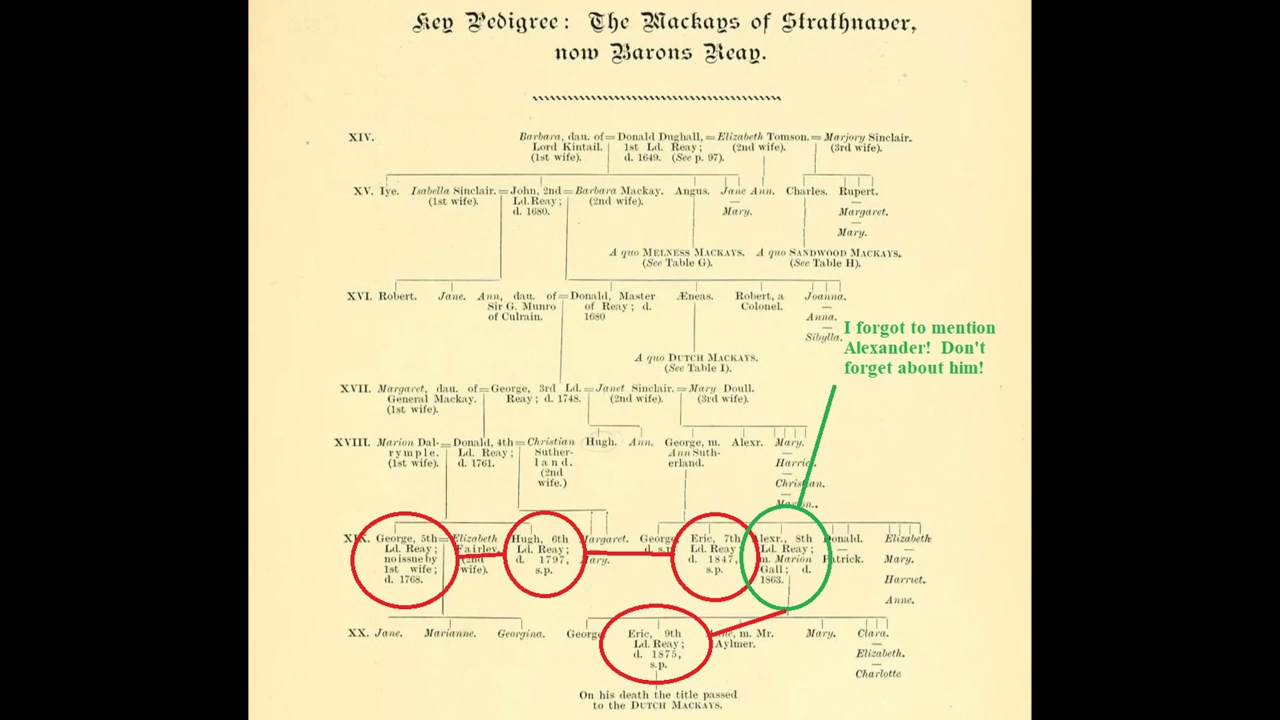 Key Pedigree: The Mackays of Strathnaver,
now Barons Reay.
XIV.
Barbara, dau. of = Donald Dughall, = Elizabeth Tomson. = Marjory Sinclair.
Lord Kintail. 1st Ld. Reay; (2nd wife). (3rd wife).
(1st wife). d. 1649. (See p. 97).
XV. Iye. Isabella Sinclair. = John, 2nd = Barbara Mackay. Angus. Jane Ann. Charles. Rupert.
(1st wife). Ld. Reay; (2nd wife). — —
d. 1680. Mary. Margaret.
—
Mary.
A quo MELNESS MACKAYS. A quo SANDWOOD MACKAYS.
(See Table G). (See Table H).
XVI. Robert. Jane. Ann, dau. of = Donald, Master Æneas. Robert, a Joanna.
Sir G. Munro of Reay; d. Colonel. —
of Culrain. 1680 Anna.
—
Sibylla.
I forgot to mention
Alexander! Don't
forget about him!
A quo DUTCH MACKAYS.
(See Table I).
XVII. Margaret, dau. of = George, 3rd Ld. = Janet Sinclair. = Mary Doull.
General Mackay. Reay; d. 1748. (2nd wife). (3rd wife).
(1st wife).
XVIII. Marion Dal- = Donald, 4th = Christian Hugh. Ann. George, m. Alexr. Mary.
rymple. Ld. Reay; Suther- Ann Suth- —
(1st wife). d. 1761. land. erland.
(2nd —
wife.) Christian.
—
XIX. George, 5th = Elizabeth Hugh, 6th Margaret. George Eric, 7th Alexr., 8th Donald. Elizabeth
Ld. Reay; Fairley, Ld. Reay; — d. s.p. Ld. Reay; Ld. Reay; — —
no issue by (2nd d. 1797, Mary. d. 1847, m. Marion Patrick. Mary.
1st wife; wife). s.p. s.p. Gall; d. —
d. 1768. 1863. Harriet.
—
Anne.
XX. Jane. Marianne. Georgina. George Eric, 9th m. Mr. Mary. Clara.
Ld. Reay; Aylmer. —
d. 1875, Elizabeth.
s.p. —
Charlotte
On his death the title passed
to the DUTCH MACKAYS.